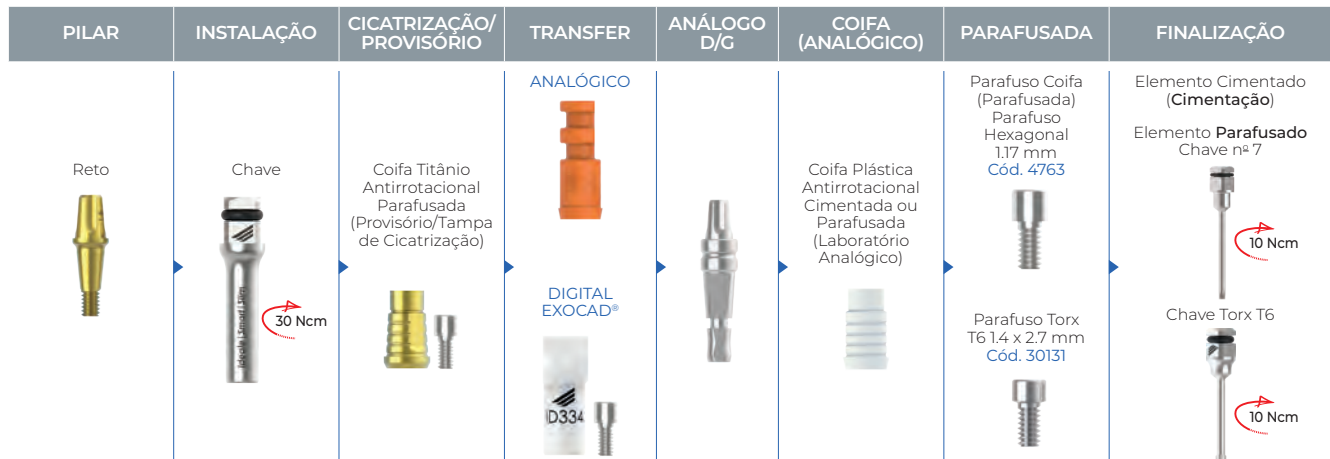 PILAR
INSTALAÇÃO
CICATRIZAÇÃO/
PROVISÓRIO
TRANSFER
ANÁLOGO
D/G
COIFA
(ANALÓGICO)
PARAFUSADA
FINALIZAÇÃO
Reto
Chave
Ideale | Smart | Slim
30 Ncm
Coifa Titânio
Antirrotacional
Parafusada
(Provisório/Tampa
de Cicatrização)
ANALÓGICO
DIGITAL
EXOCAD®
ID334
Coifa Plástica
Antirrotacional
Cimentada ou
Parafusada
(Laboratório
Analógico)
Parafuso Coifa
(Parafusada)
Parafuso
Hexagonal
1.17 mm
Cód. 4763
Parafuso Torx
T6 1.4 x 2.7 mm
Cód. 30131
Elemento Cimentado
(Cimentação)
Elemento Parafusado
Chave nº 7
10 Ncm
Chave Torx T6
10 Ncm